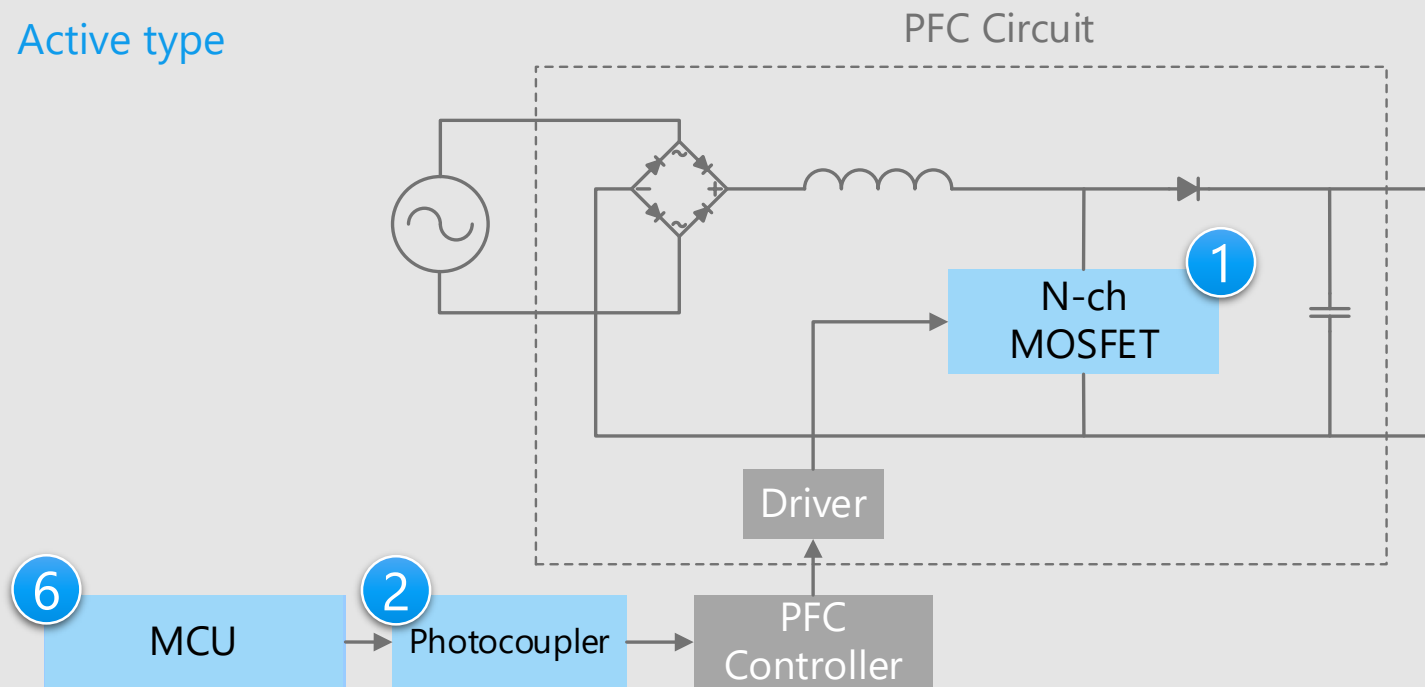 Active type
PFC Circuit
1
N-ch
MOSFET
Driver
6
MCU
2
Photocoupler
PFC
Controller